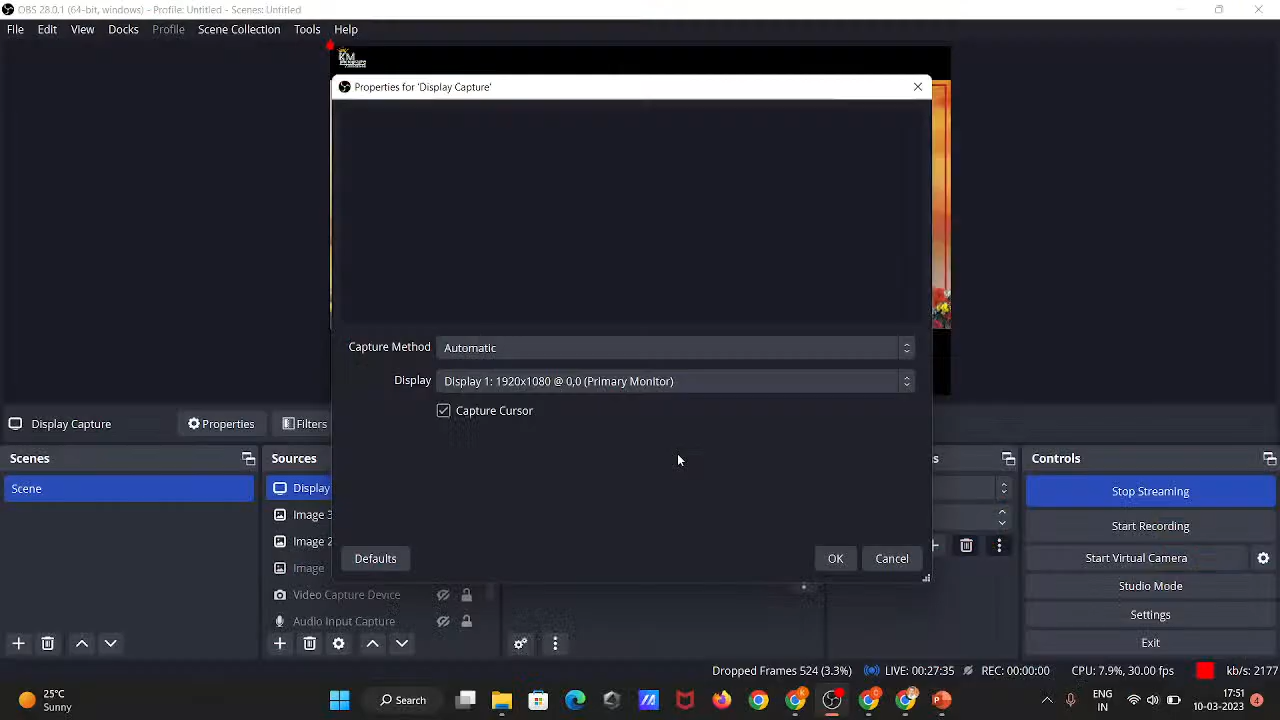 OBS 28.0.1 (64-bit, windows) - Profile: Untitled - Scenes: Untitled
File Edit View Docks Profile Scene Collection Tools Help
KM
Properties for 'Display Capture'
Capture Method Automatic
Display Display 1: 1920x1080 @ 0,0 (Primary Monitor)
Capture Cursor
Defaults OK Cancel
Display Capture Properties Filters
Scenes
Scene
Sources
Display
Image 3
Image 2
Image
Video Capture Device
Audio Input Capture
s
Controls
Stop Streaming
Start Recording
Start Virtual Camera
Studio Mode
Settings
Exit
Dropped Frames 524 (3.3%) LIVE: 00:27:35 REC: 00:00:00 CPU: 7.9%, 30.00 fps kb/s: 2177
25°C
Sunny
Search
ENG
IN
17:51
10-03-2023
4